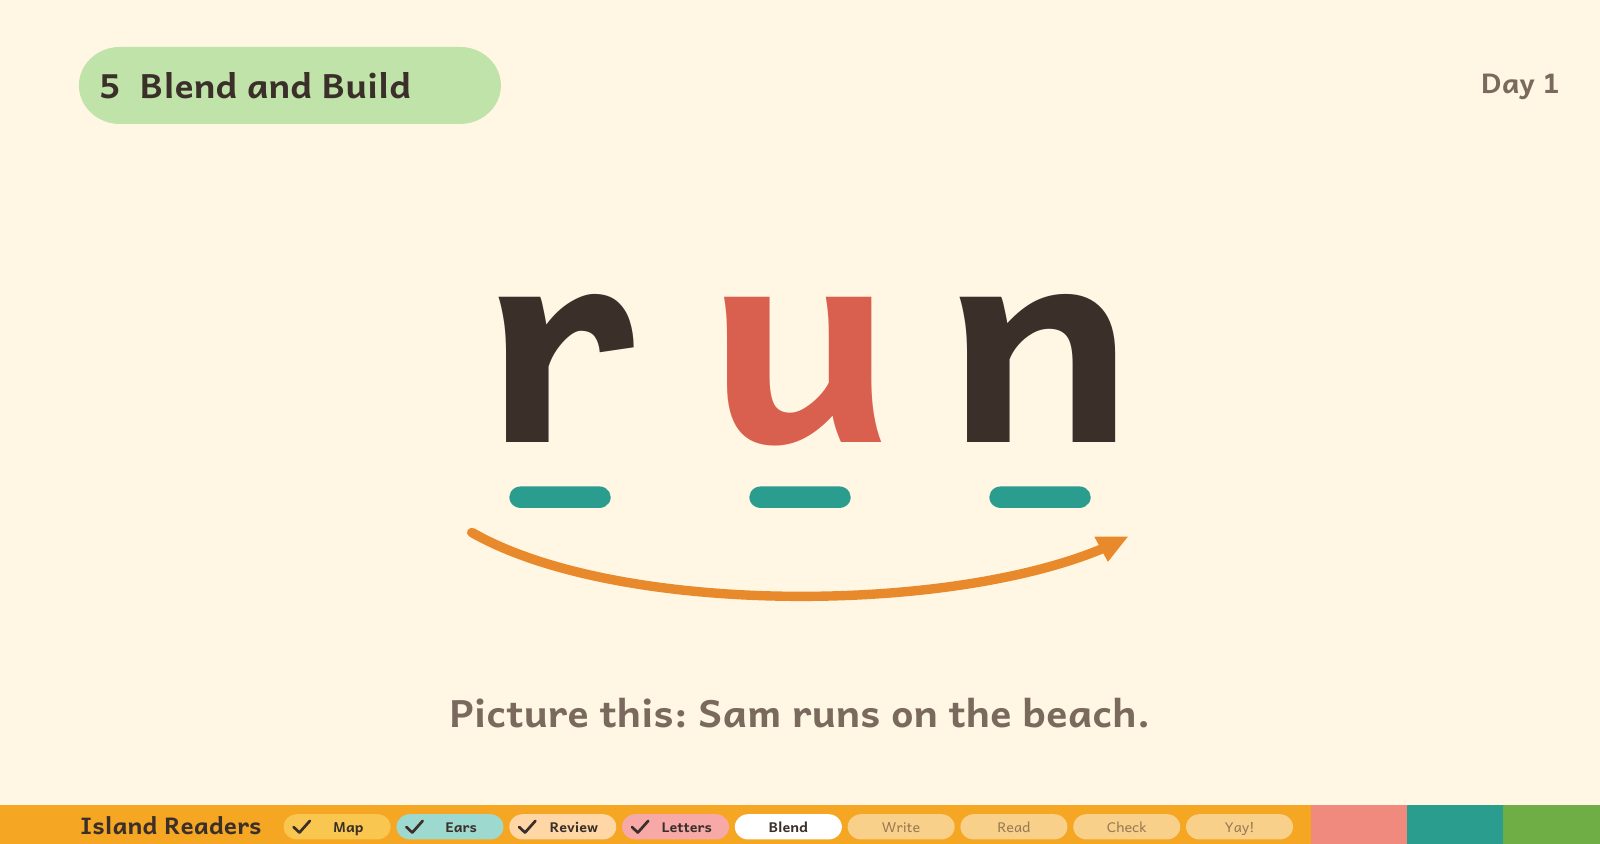 5 Blend and Build
Day 1
r u n
Picture this: Sam runs on the beach.
Island Readers Map Ears Review Letters Blend Write Read Check Yay!